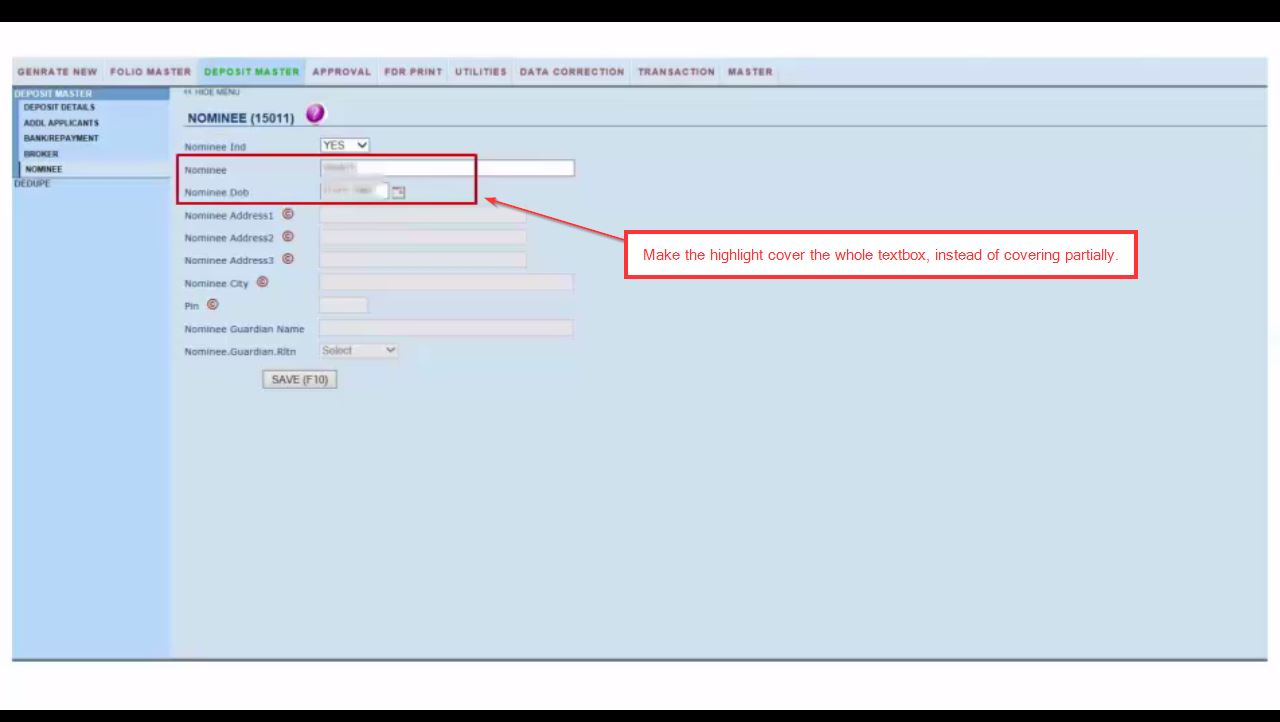 GENRATE NEW FOLIO MASTER DEPOSIT MASTER APPROVAL FDR PRINT UTILITIES DATA CORRECTION TRANSACTION MASTER
DEPOSIT MASTER
DEPOSIT DETAILS
ADDL APPLICANTS
BANK/REPAYMENT
BROKER
NOMINEE
DEDUPE
<< HIDE MENU
NOMINEE (15011) ?
Nominee Ind YES
Nominee
Nominee Dob
Nominee Address1 ©
Nominee Address2 ©
Nominee Address3 ©
Nominee City ©
Pin ©
Nominee Guardian Name
Nominee.Guardian.Rltn Select
SAVE (F10)
Make the highlight cover the whole textbox, instead of covering partially.